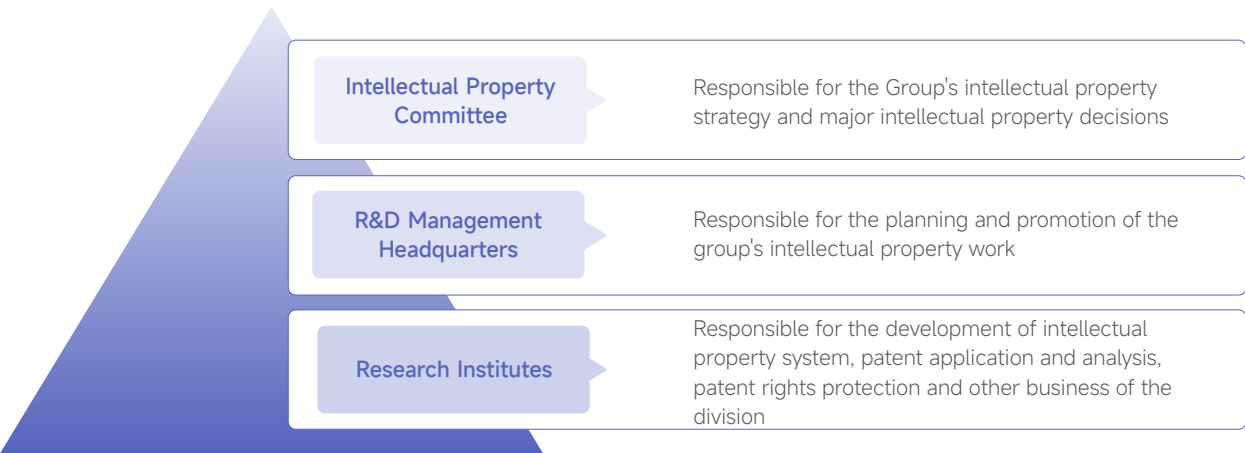 Intellectual Property
Committee
Responsible for the Group's intellectual property
strategy and major intellectual property decisions
R&D Management
Headquarters
Responsible for the planning and promotion of the
group's intellectual property work
Research Institutes
Responsible for the development of intellectual
property system, patent application and analysis,
patent rights protection and other business of the
division